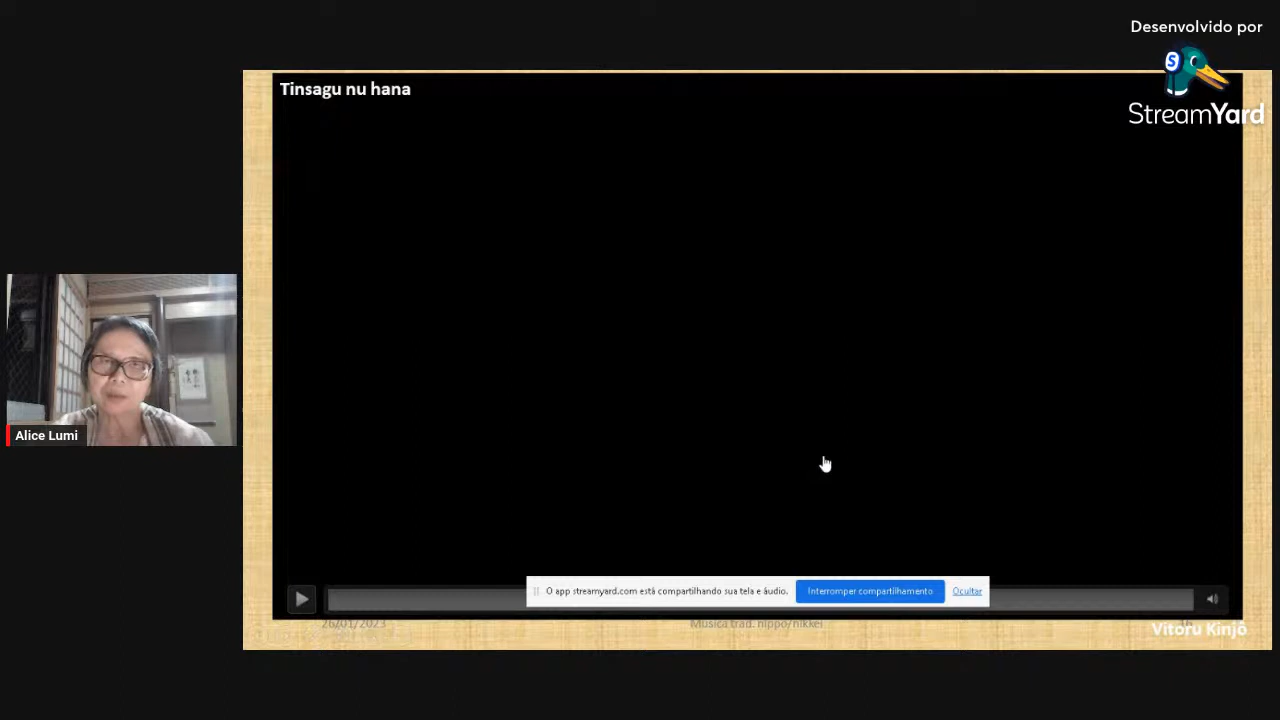 Desenvolvido por
StreamYard
Tinsagu nu hana
Alice Lumi
O app streamyard.com está compartilhando sua tela e áudio.
Interromper compartilhamento
Ocultar
26/01/2023
Música trad. nippo/nikkei
Vitoru Kinjô